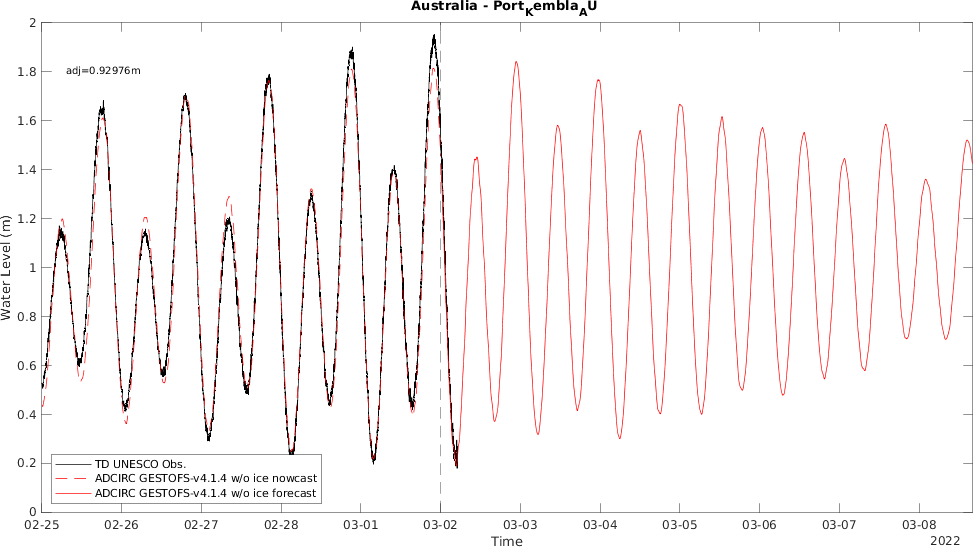 Australia - PortKemblaAU
adj=0.92976m
2
1.8
1.6
1.4
1.2
1
0.8
0.6
0.4
0.2
0
Water Level (m)
TD UNESCO Obs.
ADCIRC GESTOFS-v4.1.4 w/o ice nowcast
ADCIRC GESTOFS-v4.1.4 w/o ice forecast
02-25 02-26 02-27 02-28 03-01 03-02 03-03 03-04 03-05 03-06 03-07 03-08
Time
2022